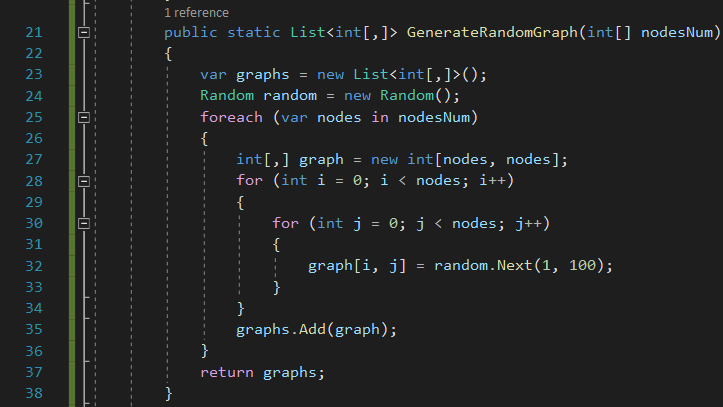 1 reference
21 public static List<int[,]> GenerateRandomGraph(int[] nodesNum)
22 {
23 var graphs = new List<int[,]>();
24 Random random = new Random();
25 foreach (var nodes in nodesNum)
26 {
27 int[,] graph = new int[nodes, nodes];
28 for (int i = 0; i < nodes; i++)
29 {
30 for (int j = 0; j < nodes; j++)
31 {
32 graph[i, j] = random.Next(1, 100);
33 }
34 }
35 graphs.Add(graph);
36 }
37 return graphs;
38 }